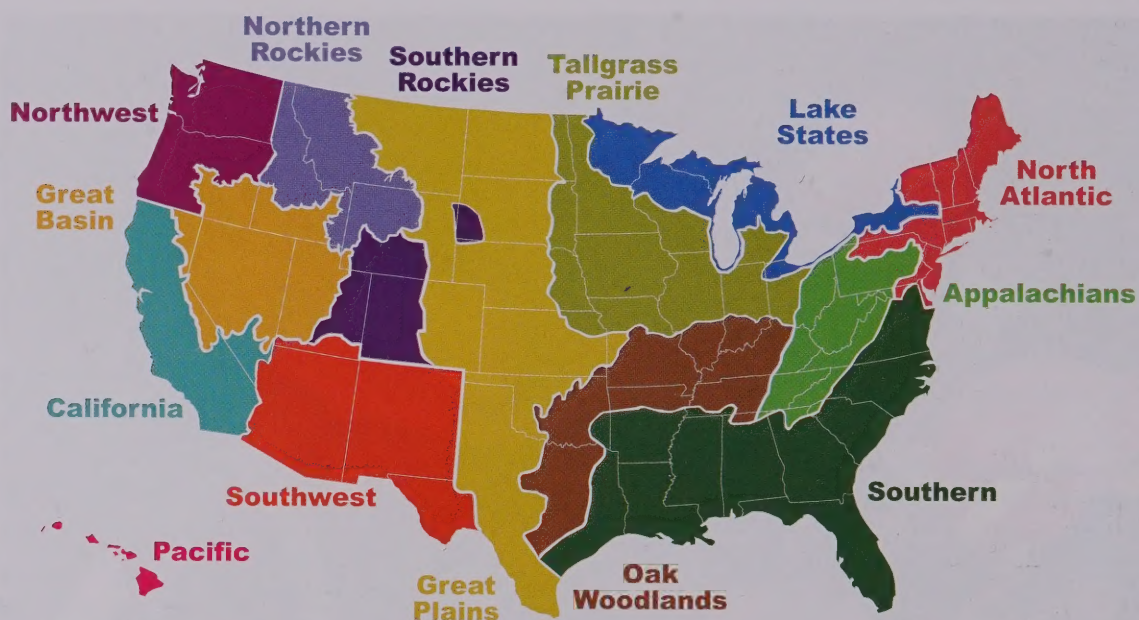 Northern
Rockies
Southern
Rockies
Tallgrass
Prairie
Lake
States
Northwest
North
Atlantic
Great
Basin
Appalachians
California
Southwest
Southern
Pacific
Great
Plains
Oak
Woodlands